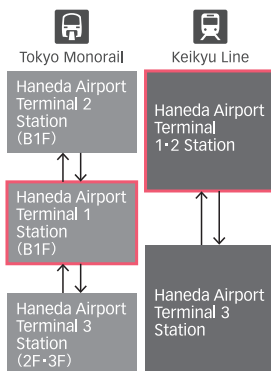 Tokyo Monorail
Haneda Airport
Terminal 2
Station
(B1F)
Haneda Airport
Terminal 1
Station
(B1F)
Haneda Airport
Terminal 3
Station
(2F･3F)
Keikyu Line
Haneda Airport
Terminal
1･2 Station
Haneda Airport
Terminal 3
Station